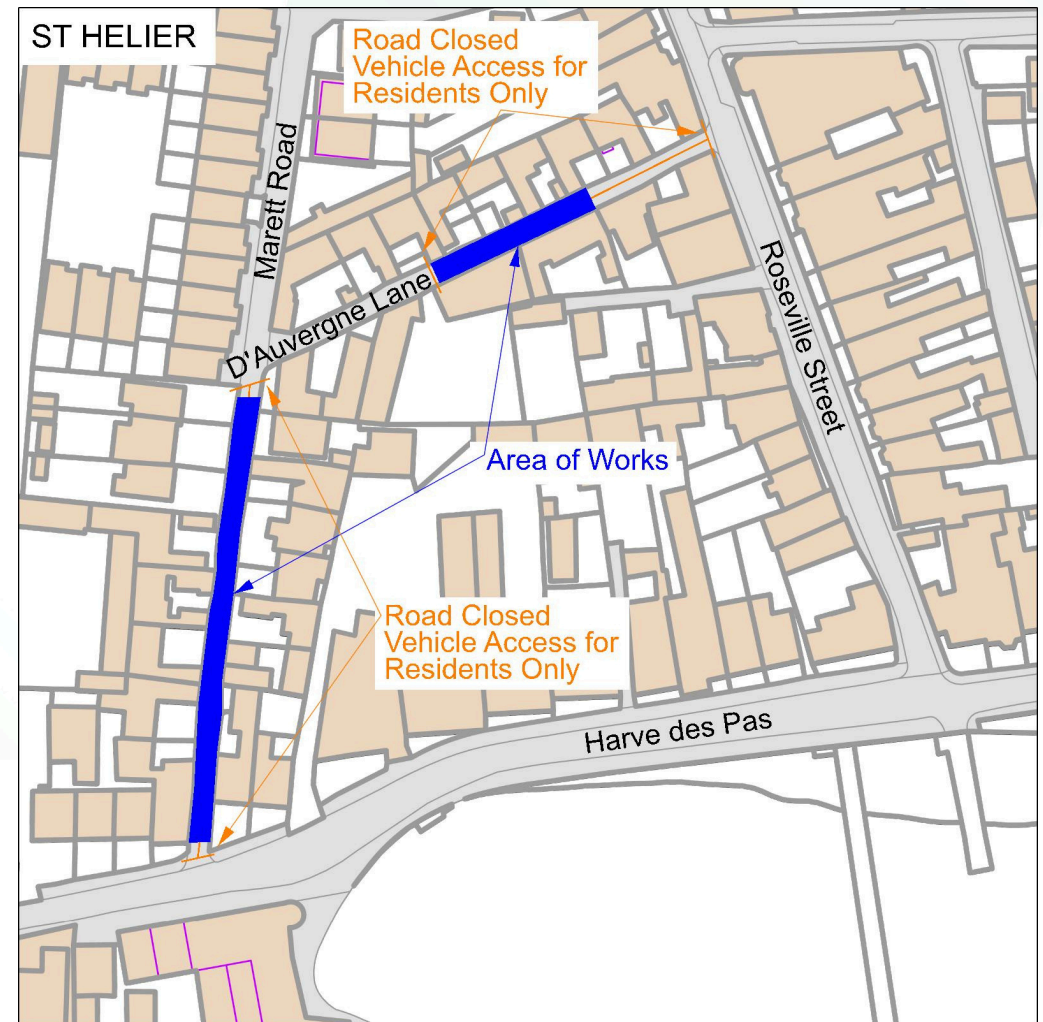 ST HELIER
Road Closed
Vehicle Access for
Residents Only
Marett Road
D'Auvergne Lane
Roseville Street
Area of Works
Road Closed
Vehicle Access for
Residents Only
Harve des Pas